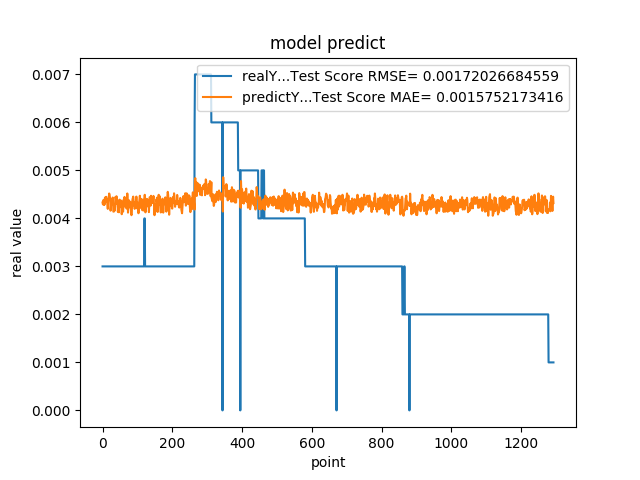 model predict
realY...Test Score RMSE= 0.00172026684559
predictY...Test Score MAE= 0.0015752173416
0.007
0.006
0.005
0.004
0.003
0.002
0.001
0.000
real value
0 200 400 600 800 1000 1200
point